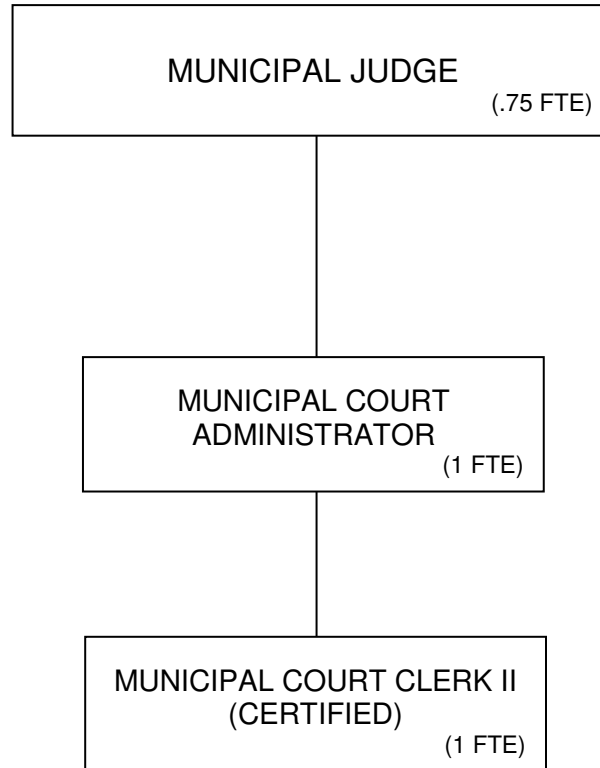 MUNICIPAL JUDGE
(.75 FTE)
MUNICIPAL COURT
ADMINISTRATOR
(1 FTE)
MUNICIPAL COURT CLERK II
(CERTIFIED)
(1 FTE)